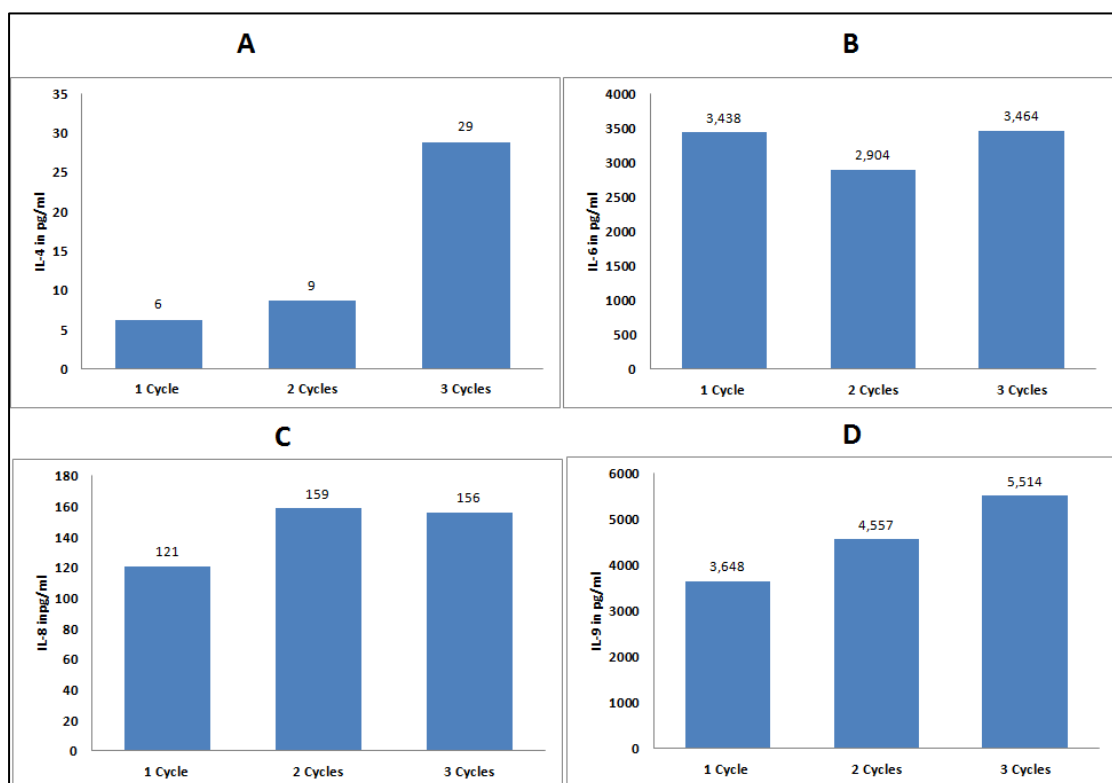 A
IL-4 in pg/ml
35
30
25
20
15
10
5
0
6
9
29
1 Cycle
2 Cycles
3 Cycles
B
IL-6 in pg/ml
4000
3500
3000
2500
2000
1500
1000
500
0
3,438
2,904
3,464
1 Cycle
2 Cycles
3 Cycles
C
IL-8 inpg/ml
180
160
140
120
100
80
60
40
20
0
121
159
156
1 Cycle
2 Cycles
3 Cycles
D
IL-9 in pg/ml
6000
5000
4000
3000
2000
1000
0
3,648
4,557
5,514
1 Cycle
2 Cycles
3 Cycles